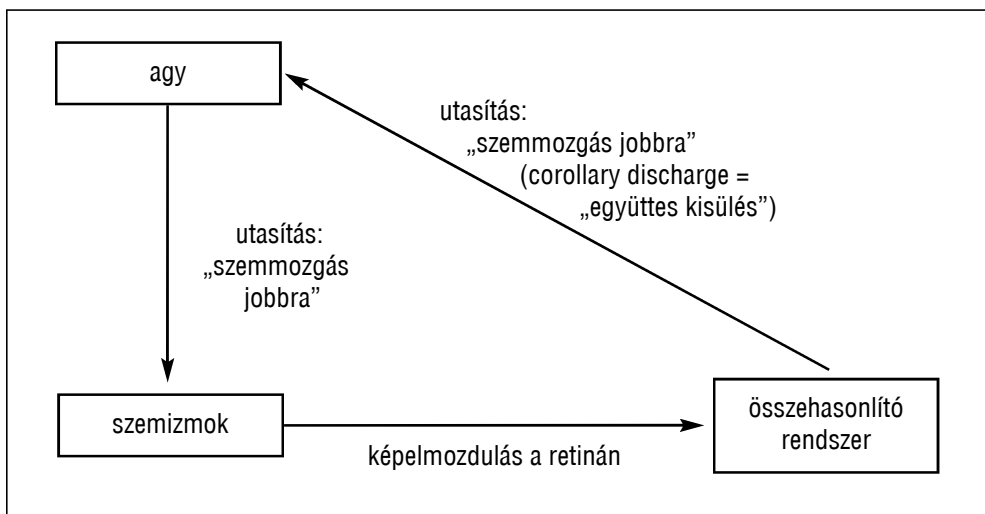 agy
utasítás:
„szemmozgás jobbra”
(corollary discharge =
„együttes kisülés”)
utasítás:
„szemmozgás
jobbra”
szemizmok
képelmozdulás a retinán
összehasonlító
rendszer